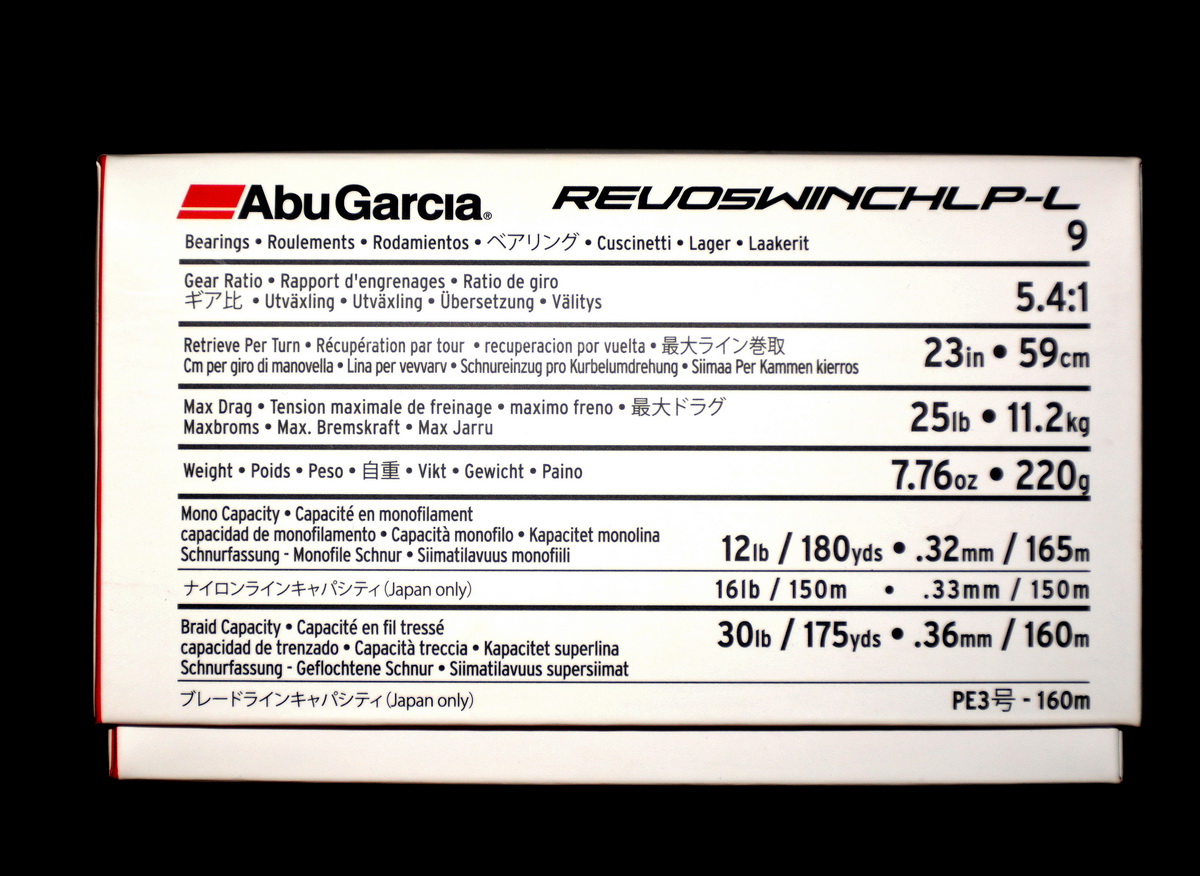 Abu Garcia® REVO5WINCHLP-L
Bearings • Roulements • Rodamientos • ベアリング • Cuscinetti • Lager • Laakerit 9
Gear Ratio • Rapport d'engrenages • Ratio de giro
ギア比 • Utväxling • Utväxling • Übersetzung • Välitys 5.4:1
Retrieve Per Turn • Récupération par tour • recuperacion por vuelta • 最大ライン巻取
Cm per giro di manovella • Lina per vevvarv • Schnureinzug pro Kurbelumdrehung • Siimaa Per Kammen kierros 23in • 59cm
Max Drag • Tension maximale de freinage • maximo freno • 最大ドラグ
Maxbroms • Max. Bremskraft • Max Jarru 25lb • 11.2kg
Weight • Poids • Peso • 自重 • Vikt • Gewicht • Paino 7.76oz • 220g
Mono Capacity • Capacité en monofilament
capacidad de monofilamento • Capacità monofilo • Kapacitet monolina
Schnurfassung - Monofile Schnur • Siimatilavuus monofiili 12lb / 180yds • .32mm / 165m
ナイロンラインキャパシティ(Japan only) 16lb / 150m • .33mm / 150m
Braid Capacity • Capacité en fil tressé 30lb / 175yds • .36mm / 160m
capacidad de trenzado • Capacità treccia • Kapacitet superlina
Schnurfassung - Geflochtene Schnur • Siimatilavuus supersiimat
ブレードラインキャパシティ(Japan only) PE3号 - 160m